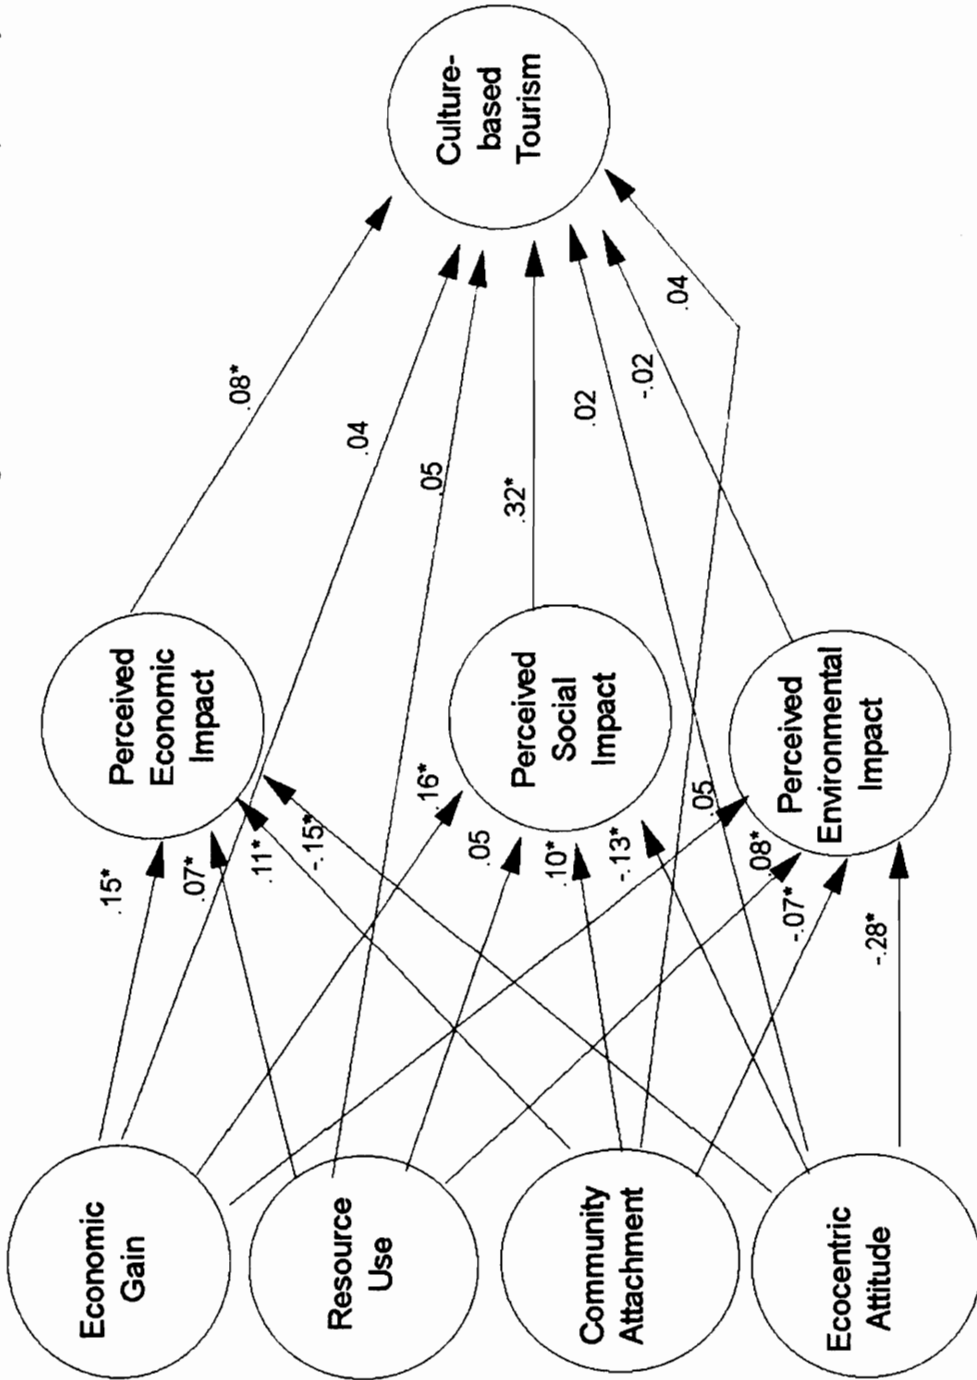 Economic
Gain
Resource
Use
Community
Attachment
Ecocentric
Attitude
.15*
.07*
.11*
-.15*
.16*
.05
.10*
-.13*
.05
.08*
-.07*
-.28*
Perceived
Economic
Impact
Perceived
Social
Impact
Perceived
Environmental
Impact
.08*
.04
.05
.32*
.02
-.02
.04
Culture-
based
Tourism